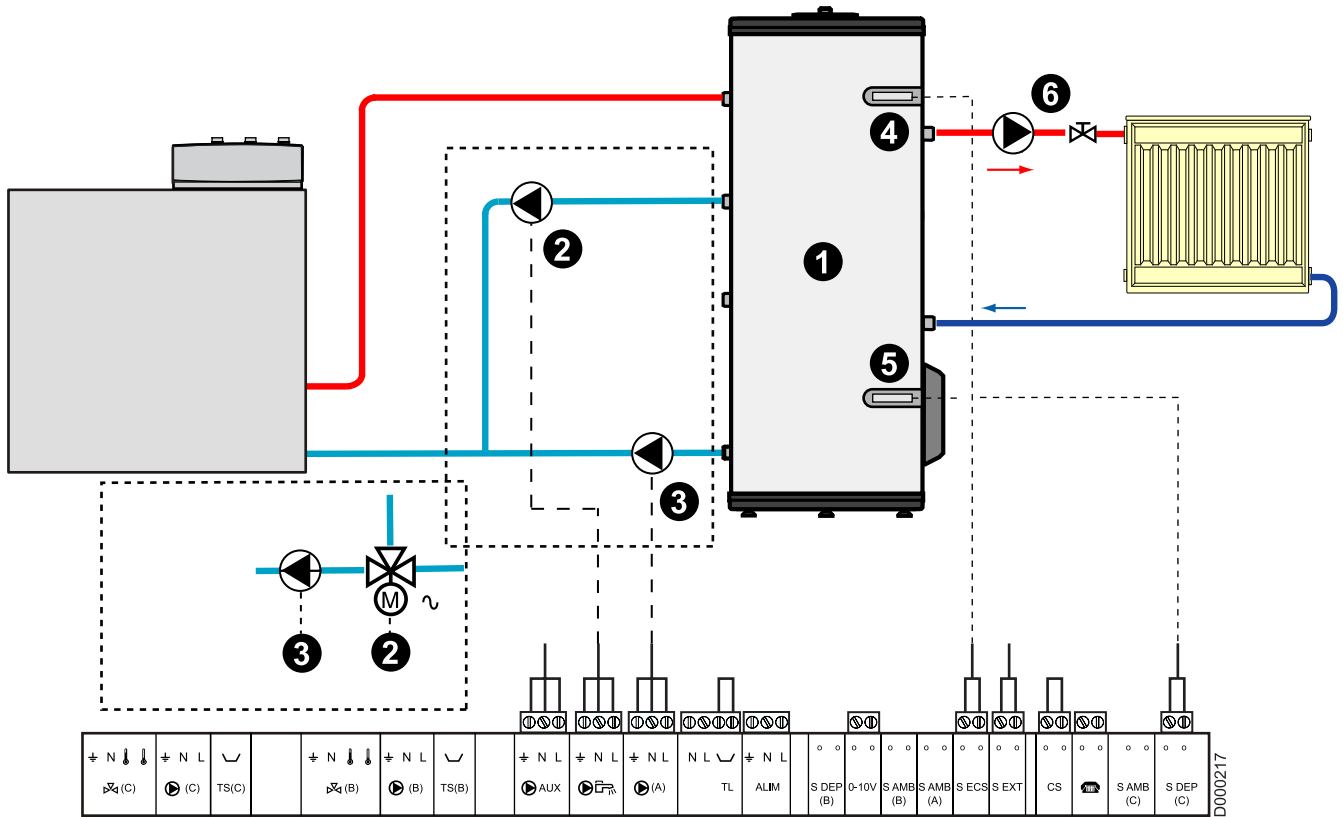 6
4
2
1
5
3
M
3
2
N (C)
N L (C)
TS(C)
N (B)
N L (B)
TS(B)
N L AUX
N L
N L (A)
N L TL
N L ALIM
S DEP (B)
0-10V
S AMB (B)
S AMB (A)
S ECS
S EXT
CS
S AMB (C)
S DEP (C)
D000217